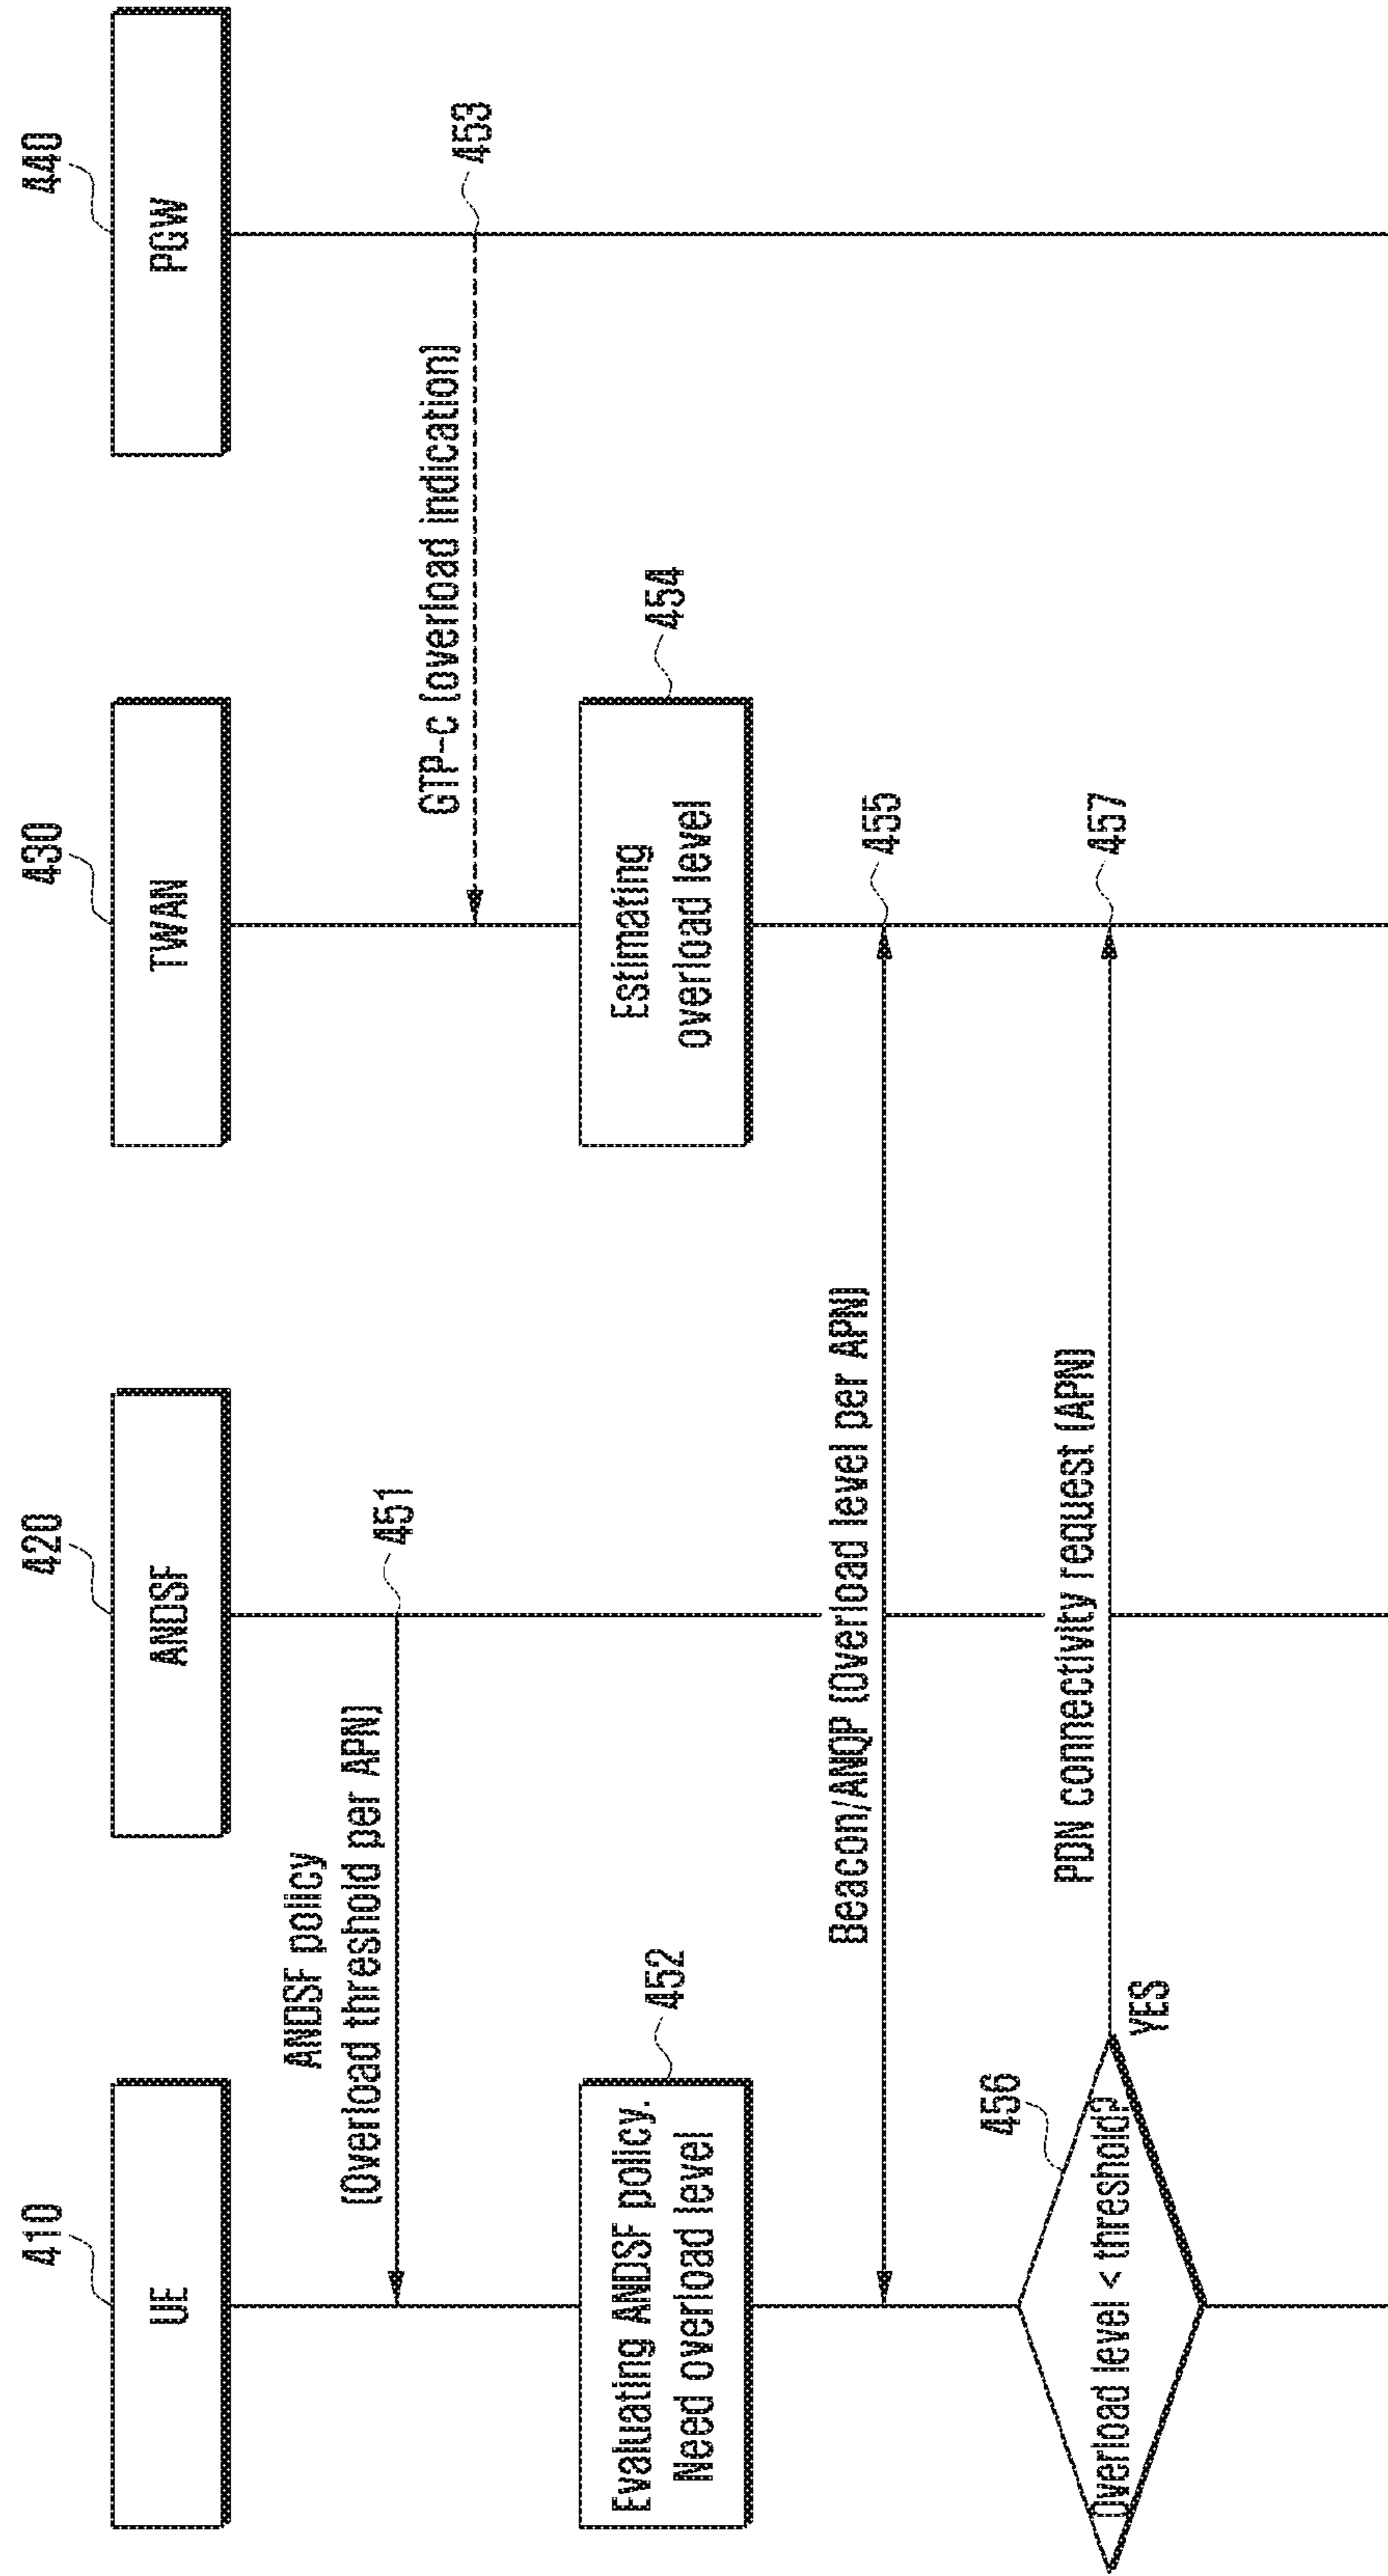 410
UE
420
ANDSF
430
TWAN
440
PGW
ANDSF policy
(Overload threshold per APN)
451
Evaluating ANDSF policy.
Need overload level
452
GTP-c (overload indication)
453
Estimating
overload level
454
Beacon/ANQP (Overload level per APN)
455
Overload level < threshold?
456
YES
PDN connectivity request (APN)
457